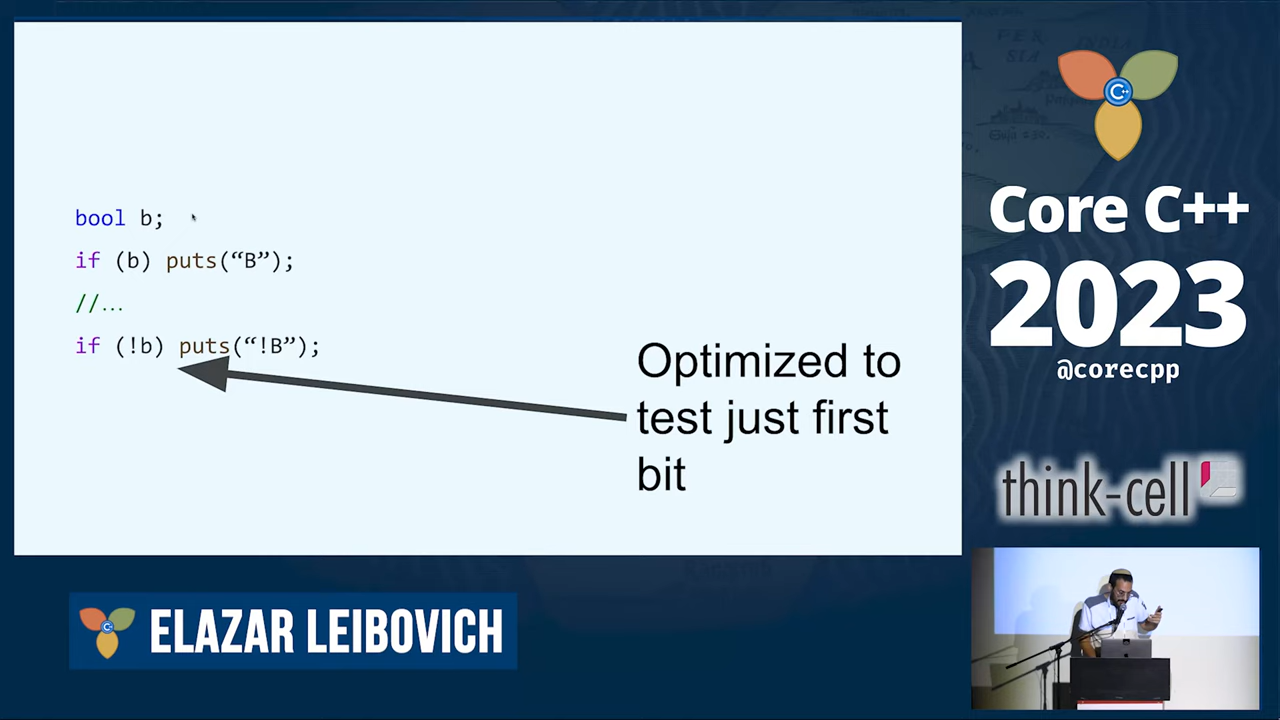 bool b;
if (b) puts(“B”);
//...
if (!b) puts(“!B”);
Optimized to
test just first
bit
Core C++
2023
@corecpp
think-cell
C++
C++
ELAZAR LEIBOVICH